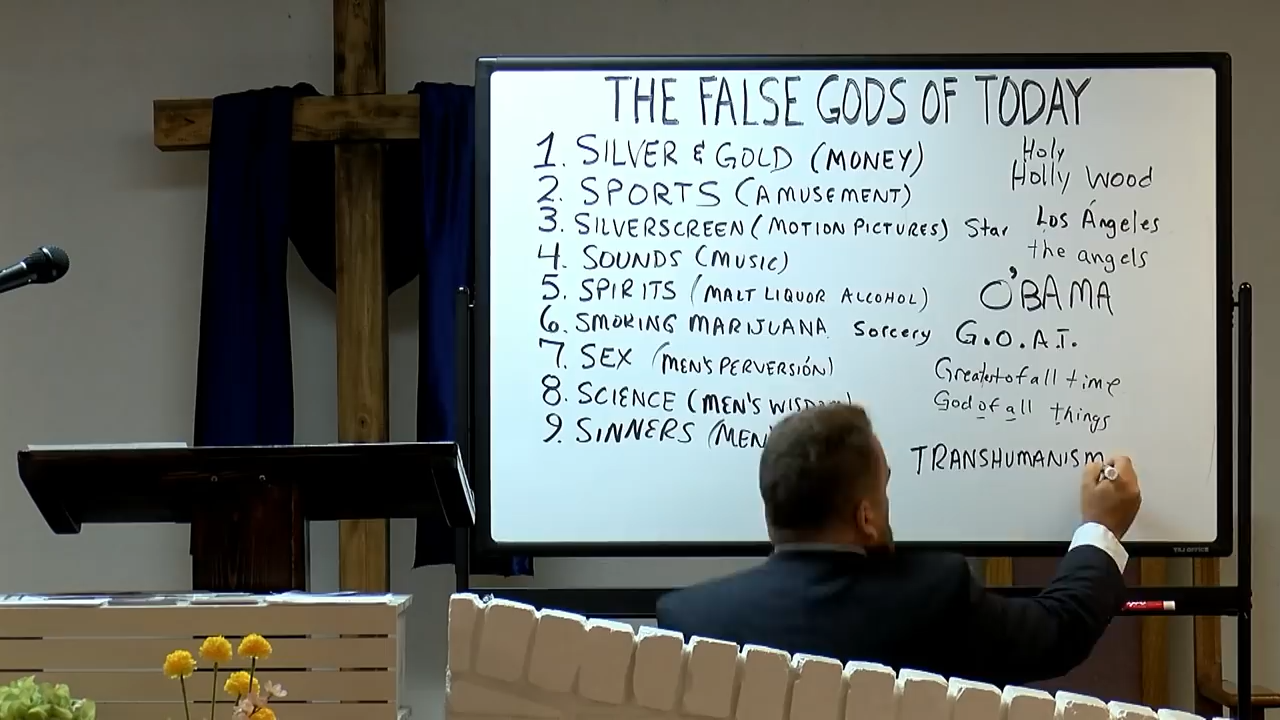 THE FALSE GODS OF TODAY
1. SILVER & GOLD (MONEY)
2. SPORTS (AMUSEMENT)
3. SILVERSCREEN (MOTION PICTURES) Star
4. SOUNDS (MUSIC)
5. SPIRITS (MALT LIQUOR ALCOHOL)
6. SMOKING MARIJUANA Sorcery
7. SEX (MEN'S PERVERSIÓN)
8. SCIENCE (MEN'S WISDOM)
9. SINNERS (MEN
Holy
Holly Wood
Los Ángeles
the angels
O'BAMA
G.O.A.T.
Greatest of all time
God of all things
TRANSHUMANISM